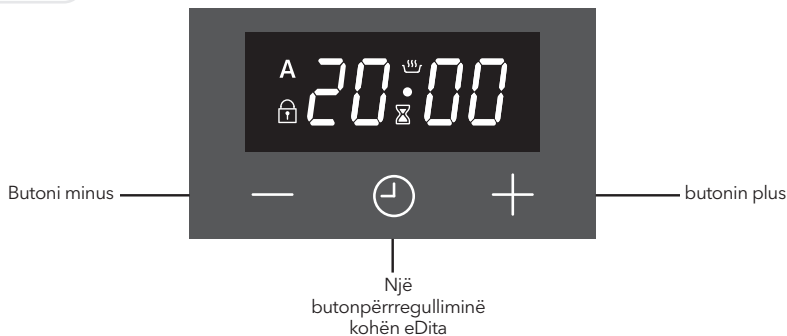 A
20:00
Butoni minus
butonin plus
Një
butonpërrregulliminë
kohën eDita